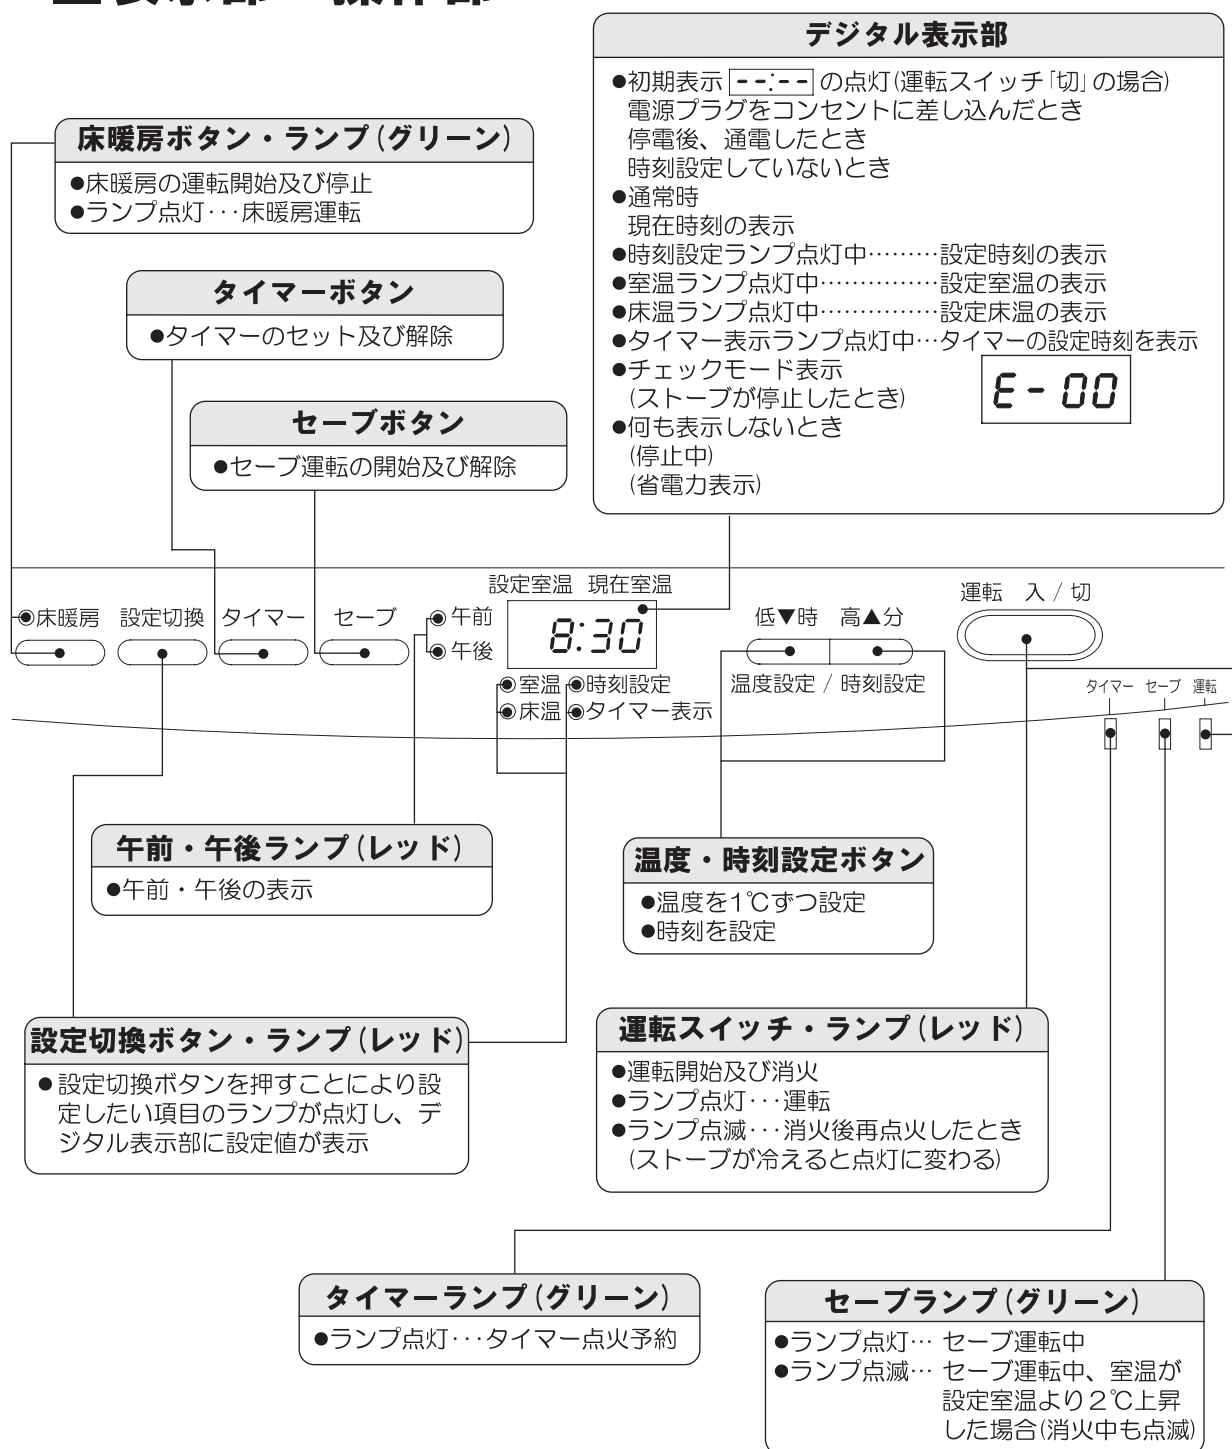 ■表示部・操作部
デジタル表示部
●初期表示 --:-- の点灯(運転スイッチ「切」の場合)
電源プラグをコンセントに差し込んだとき
停電後、通電したとき
時刻設定していないとき
●通常時
現在時刻の表示
●時刻設定ランプ点灯中………設定時刻の表示
●室温ランプ点灯中……………設定室温の表示
●床温ランプ点灯中……………設定床温の表示
●タイマー表示ランプ点灯中…タイマーの設定時刻を表示
●チェックモード表示
(ストーブが停止したとき)
E-00
●何も表示しないとき
(停止中)
(省電力表示)
床暖房ボタン・ランプ(グリーン)
●床暖房の運転開始及び停止
●ランプ点灯･･･床暖房運転
タイマーボタン
●タイマーのセット及び解除
セーブボタン
●セーブ運転の開始及び解除
設定室温 現在室温
運転 入/切
床暖房 設定切換 タイマー セーブ
午前
午後
8:30
低▼時 高▲分
室温 時刻設定
床温 タイマー表示
温度設定/時刻設定
タイマー セーブ 運転
午前・午後ランプ(レッド)
●午前・午後の表示
温度・時刻設定ボタン
●温度を1℃ずつ設定
●時刻を設定
設定切換ボタン・ランプ(レッド)
●設定切換ボタンを押すことにより設
定したい項目のランプが点灯し、デ
ジタル表示部に設定値が表示
運転スイッチ・ランプ(レッド)
●運転開始及び消火
●ランプ点灯･･･運転
●ランプ点滅･･･消火後再点火したとき
(ストーブが冷えると点灯に変わる)
タイマーランプ(グリーン)
●ランプ点灯･･･タイマー点火予約
セーブランプ(グリーン)
●ランプ点灯… セーブ運転中
●ランプ点滅… セーブ運転中、室温が
設定室温より2℃上昇
した場合(消火中も点滅)